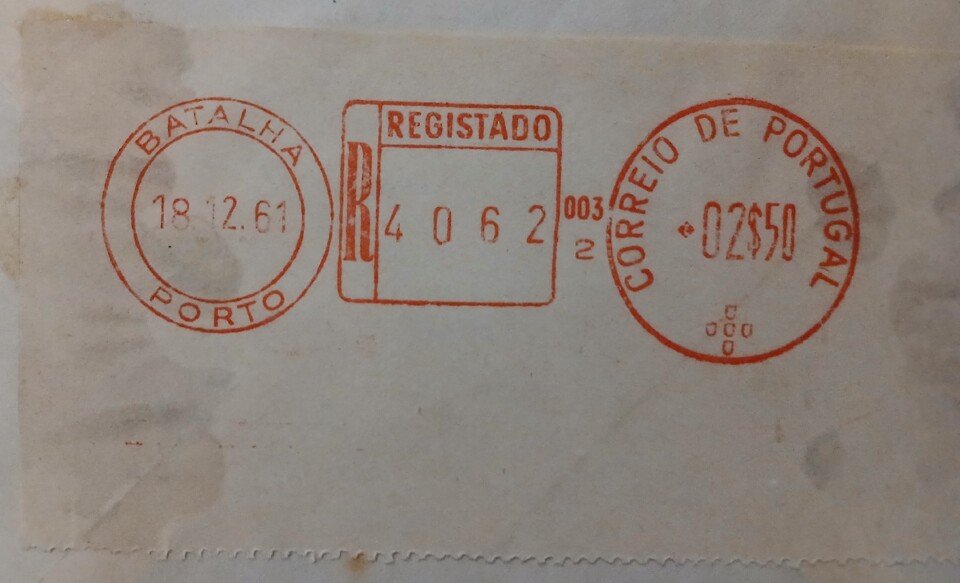 BATALHA
18.12.61
PORTO
REGISTADO
R
4062
003
2
CORREIO DE PORTUGAL
02$50